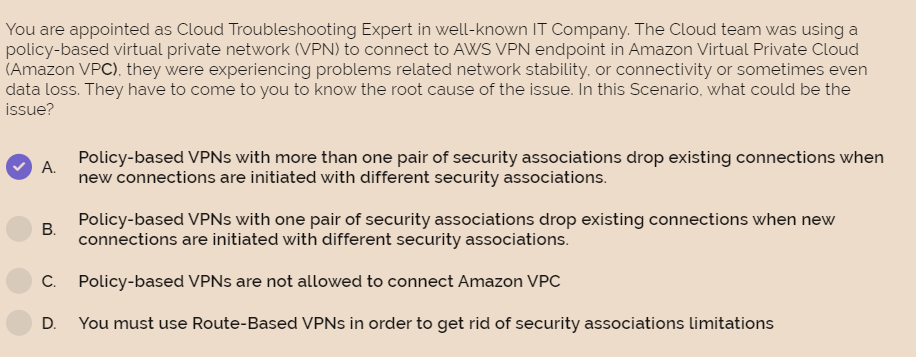 You are appointed as Cloud Troubleshooting Expert in well-known IT Company. The Cloud team was using a
policy-based virtual private network (VPN) to connect to AWS VPN endpoint in Amazon Virtual Private Cloud
(Amazon VPC), they were experiencing problems related network stability, or connectivity or sometimes even
data loss. They have to come to you to know the root cause of the issue. In this Scenario, what could be the
issue?
A. Policy-based VPNs with more than one pair of security associations drop existing connections when
new connections are initiated with different security associations.
B. Policy-based VPNs with one pair of security associations drop existing connections when new
connections are initiated with different security associations.
C. Policy-based VPNs are not allowed to connect Amazon VPC
D. You must use Route-Based VPNs in order to get rid of security associations limitations